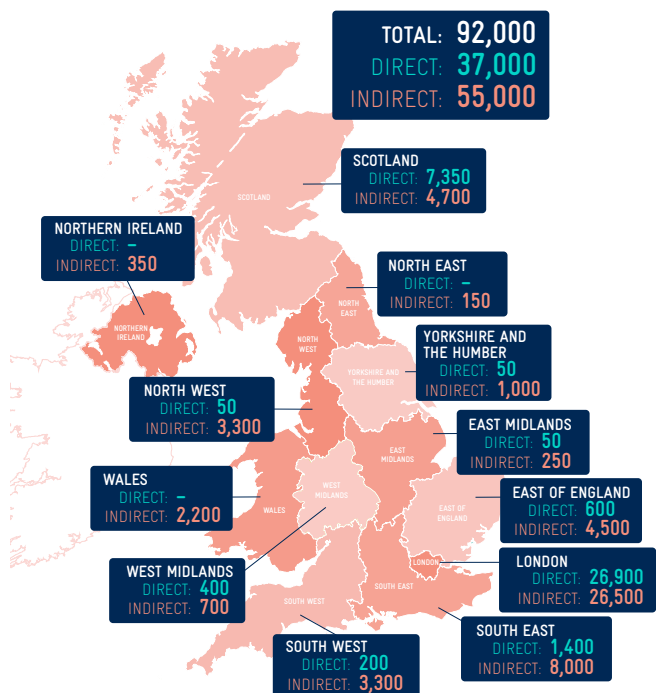 TOTAL: 92,000
DIRECT: 37,000
INDIRECT: 55,000
SCOTLAND
DIRECT: 7,350
INDIRECT: 4,700
SCOTLAND
NORTHERN IRELAND
DIRECT: –
INDIRECT: 350
NORTH EAST
DIRECT: –
INDIRECT: 150
NORTH
EAST
NORTHERN
IRELAND
NORTH
WEST
YORKSHIRE AND
THE HUMBER
DIRECT: 50
INDIRECT: 1,000
YORKSHIRE AND
THE HUMBER
NORTH WEST
DIRECT: 50
INDIRECT: 3,300
EAST MIDLANDS
DIRECT: 50
INDIRECT: 250
EAST
MIDLANDS
WALES
DIRECT: –
INDIRECT: 2,200
WEST
MIDLANDS
WALES
EAST OF ENGLAND
DIRECT: 600
INDIRECT: 4,500
EAST OF
ENGLAND
WEST MIDLANDS
DIRECT: 400
INDIRECT: 700
LONDON
LONDON
DIRECT: 26,900
INDIRECT: 26,500
SOUTH EAST
SOUTH WEST
SOUTH EAST
DIRECT: 1,400
INDIRECT: 8,000
SOUTH WEST
DIRECT: 200
INDIRECT: 3,300